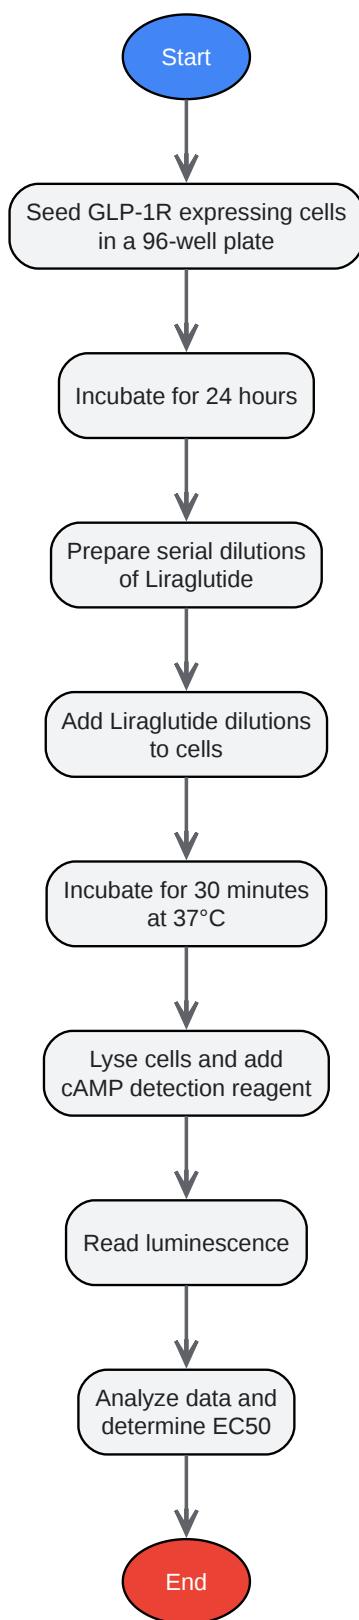 Start
Seed GLP-1R expressing cells
in a 96-well plate
Incubate for 24 hours
Prepare serial dilutions
of Liraglutide
Add Liraglutide dilutions
to cells
Incubate for 30 minutes
at 37°C
Lyse cells and add
cAMP detection reagent
Read luminescence
Analyze data and
determine EC50
End